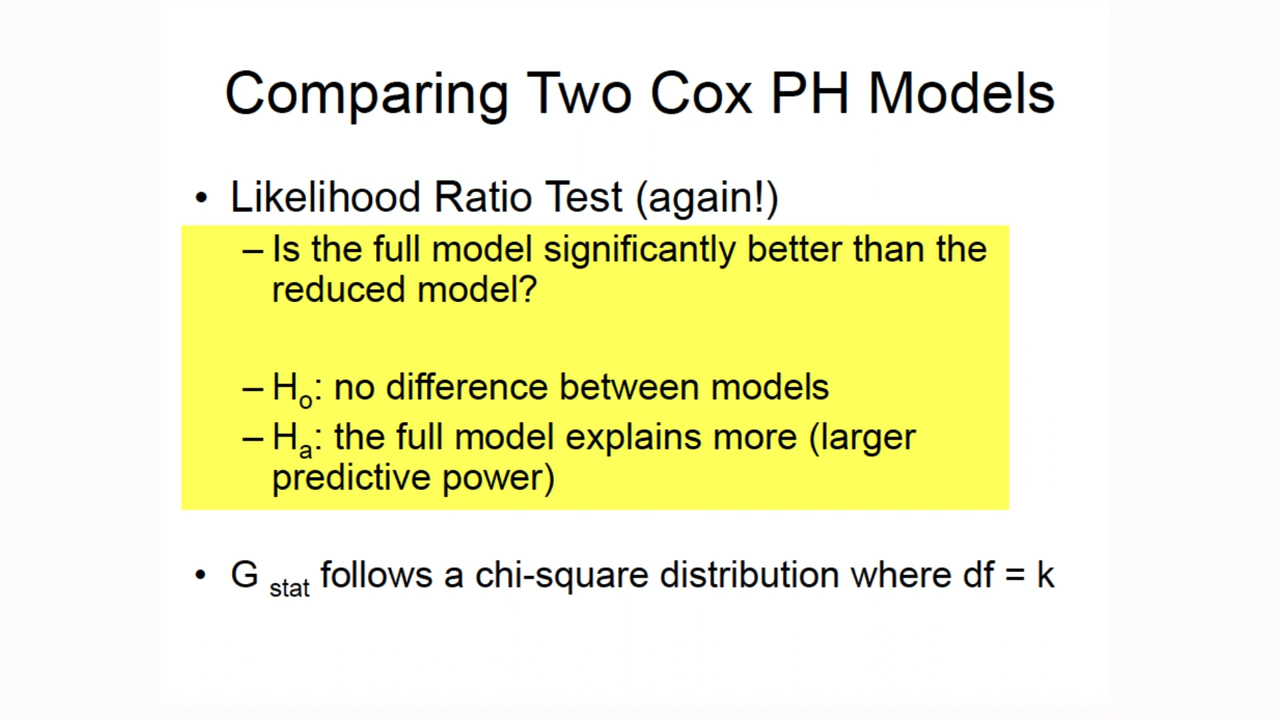 Comparing Two Cox PH Models
• Likelihood Ratio Test (again!)
– Is the full model significantly better than the
reduced model?
– Ho: no difference between models
– Ha: the full model explains more (larger
predictive power)
• G stat follows a chi-square distribution where df = k